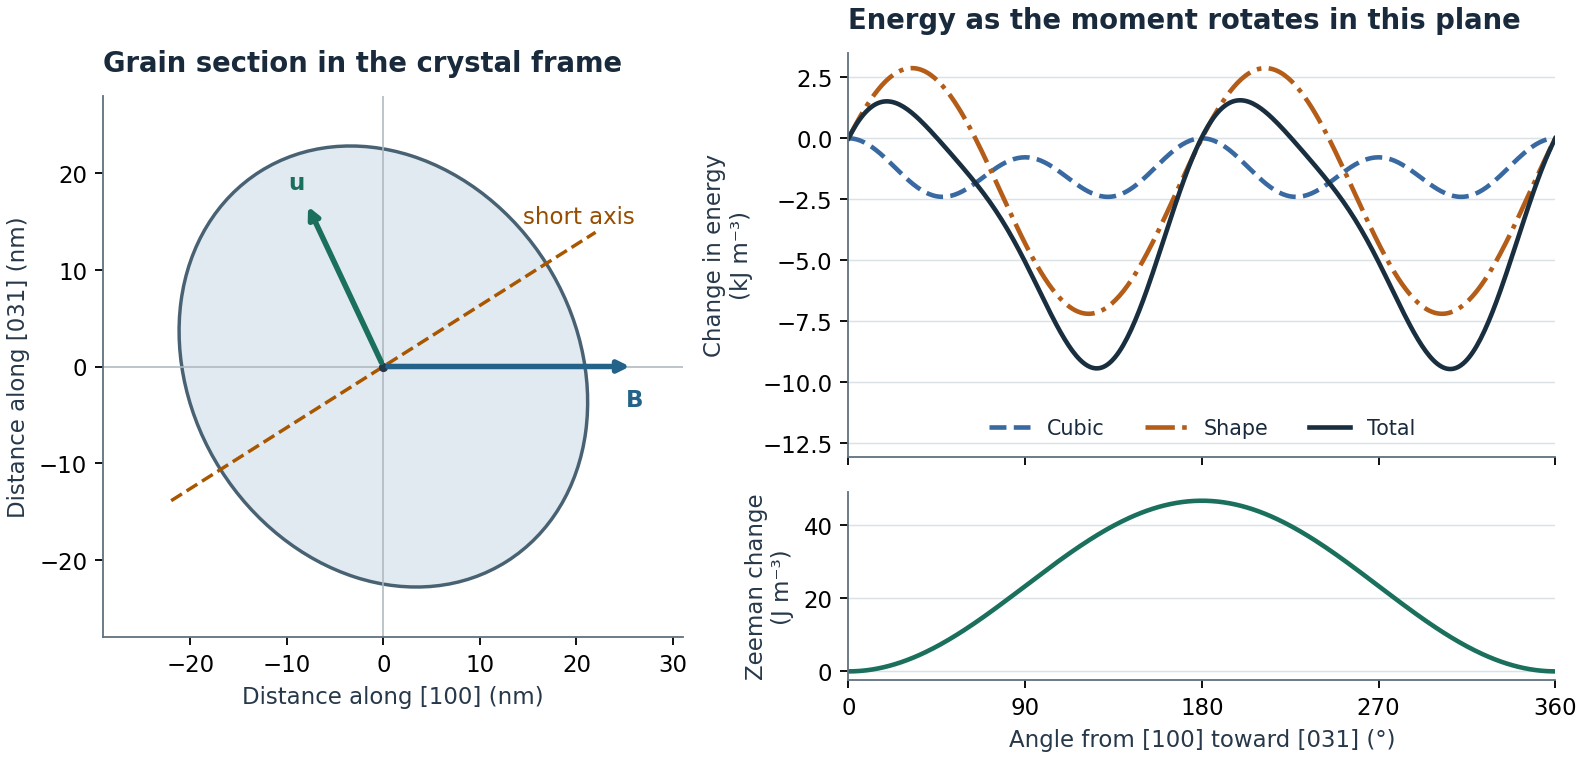 Grain section in the crystal frame
Distance along [031] (nm)
20
10
0
−10
−20
u
short axis
B
−20
−10
0
10
20
30
Distance along [100] (nm)
Energy as the moment rotates in this plane
Change in energy
(kJ m⁻³)
2.5
0.0
−2.5
−5.0
−7.5
−10.0
−12.5
Cubic
Shape
Total
Zeeman change
(J m⁻³)
40
20
0
0
90
180
270
360
Angle from [100] toward [031] (°)